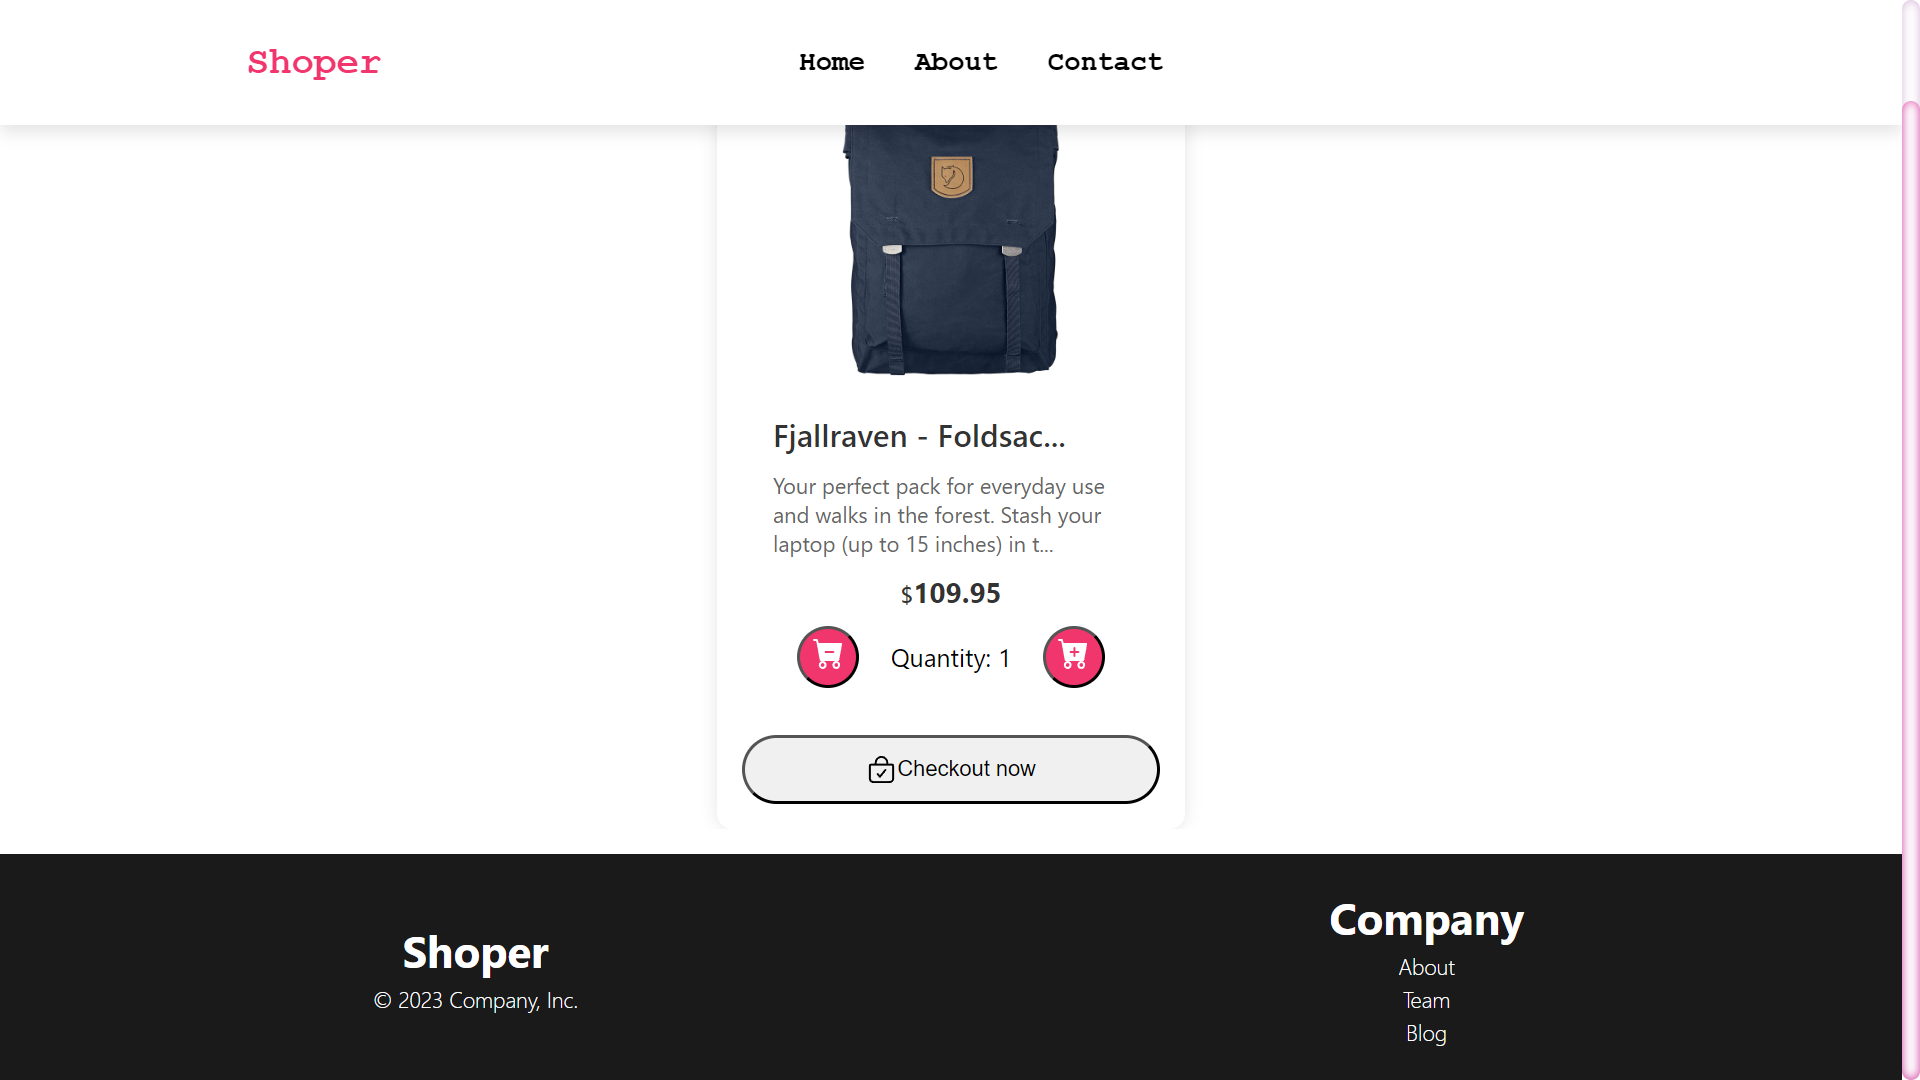 Shoper
Home
About
Contact
Fjallraven - Foldsac...
Your perfect pack for everyday use
and walks in the forest. Stash your
laptop (up to 15 inches) in t...
$109.95
Quantity: 1
Checkout now
Shoper
© 2023 Company, Inc.
Company
About
Team
Blog